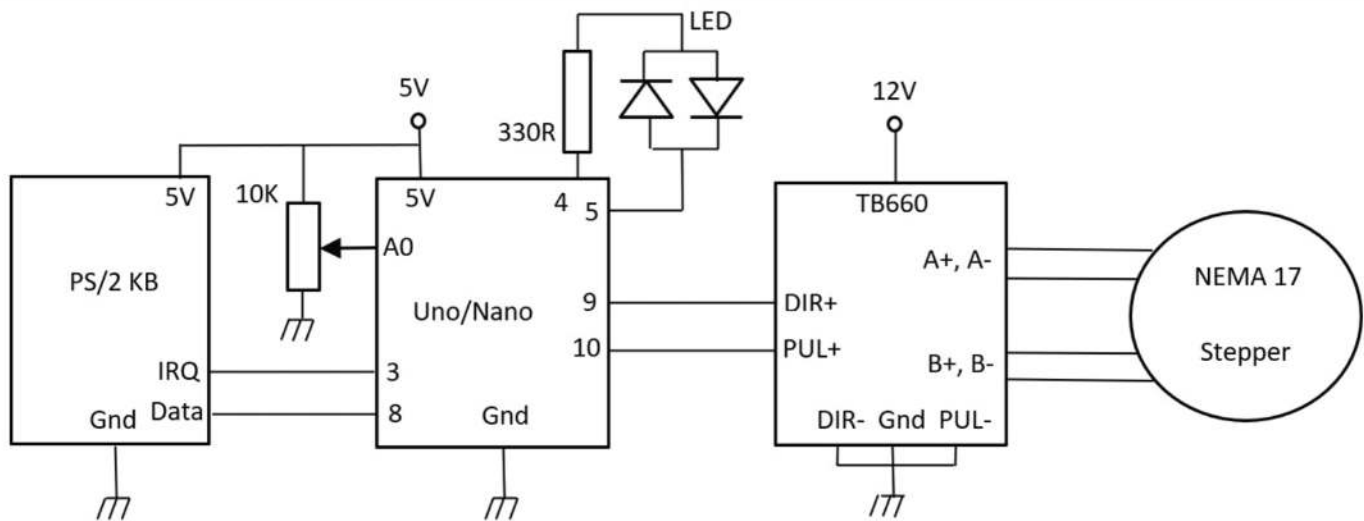 LED
5V
12V
330R
5V
10K
5V
4
5
TB660
A0
A+, A-
PS/2 KB
NEMA 17
Uno/Nano
9
DIR+
10
PUL+
Stepper
IRQ
3
B+, B-
Gnd
Data
8
Gnd
DIR-
Gnd
PUL-